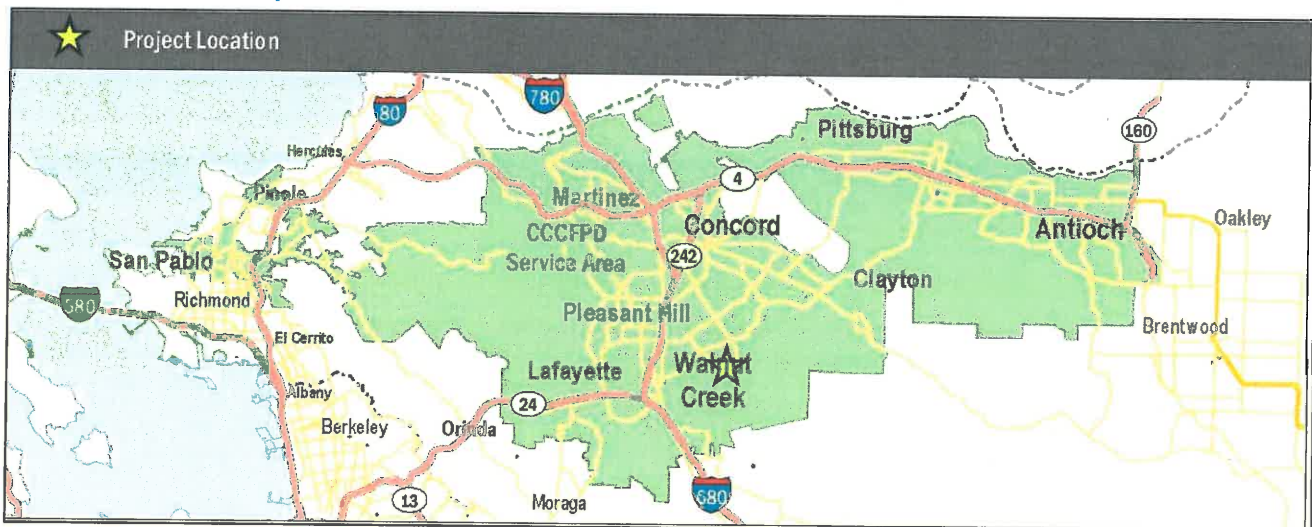 Project Location
80
780
160
Pittsburg
Hercules
4
Pinole
Martinez
Oakley
Concord
Antioch
CCCFPD
Service Area
San Pablo
242
Clayton
Richmond
580
Pleasant Hill
Brentwood
El Cerrito
Lafayette
Walnut
Creek
Albany
24
Berkeley
Orinda
13
Moraga
680